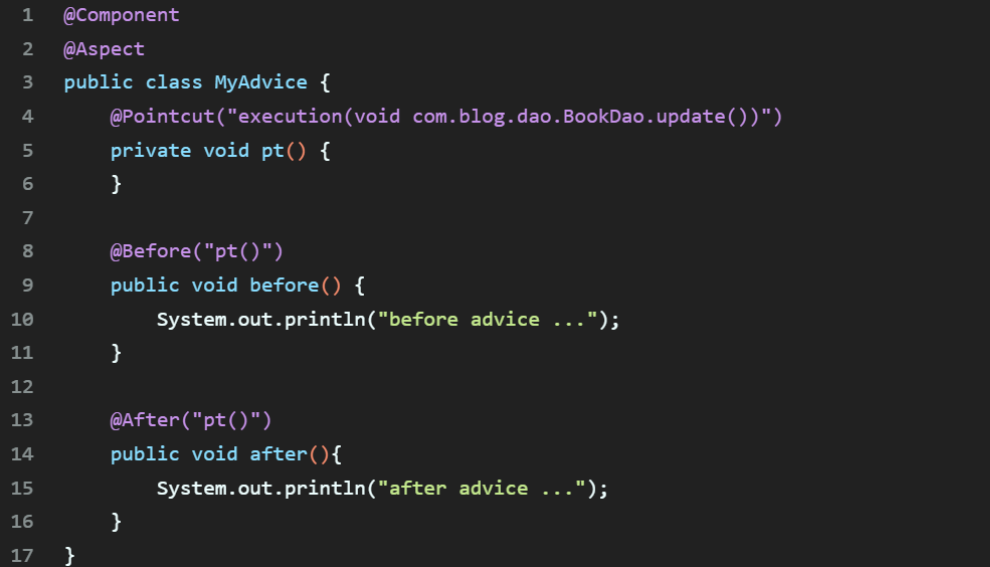 1 @Component
2 @Aspect
3 public class MyAdvice {
4     @Pointcut("execution(void com.blog.dao.BookDao.update())")
5     private void pt() {
6     }
7
8     @Before("pt()")
9     public void before() {
10         System.out.println("before advice ...");
11     }
12
13     @After("pt()")
14     public void after(){
15         System.out.println("after advice ...");
16     }
17 }